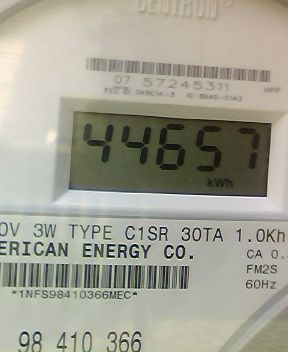 CENTRON
07 57245311
44657
kWh
0V 3W TYPE C1SR 30TA 1.0Kh
ERICAN ENERGY CO. CA 0.
FM2S
*1NFS98410366MEC* 60Hz
98 410 366